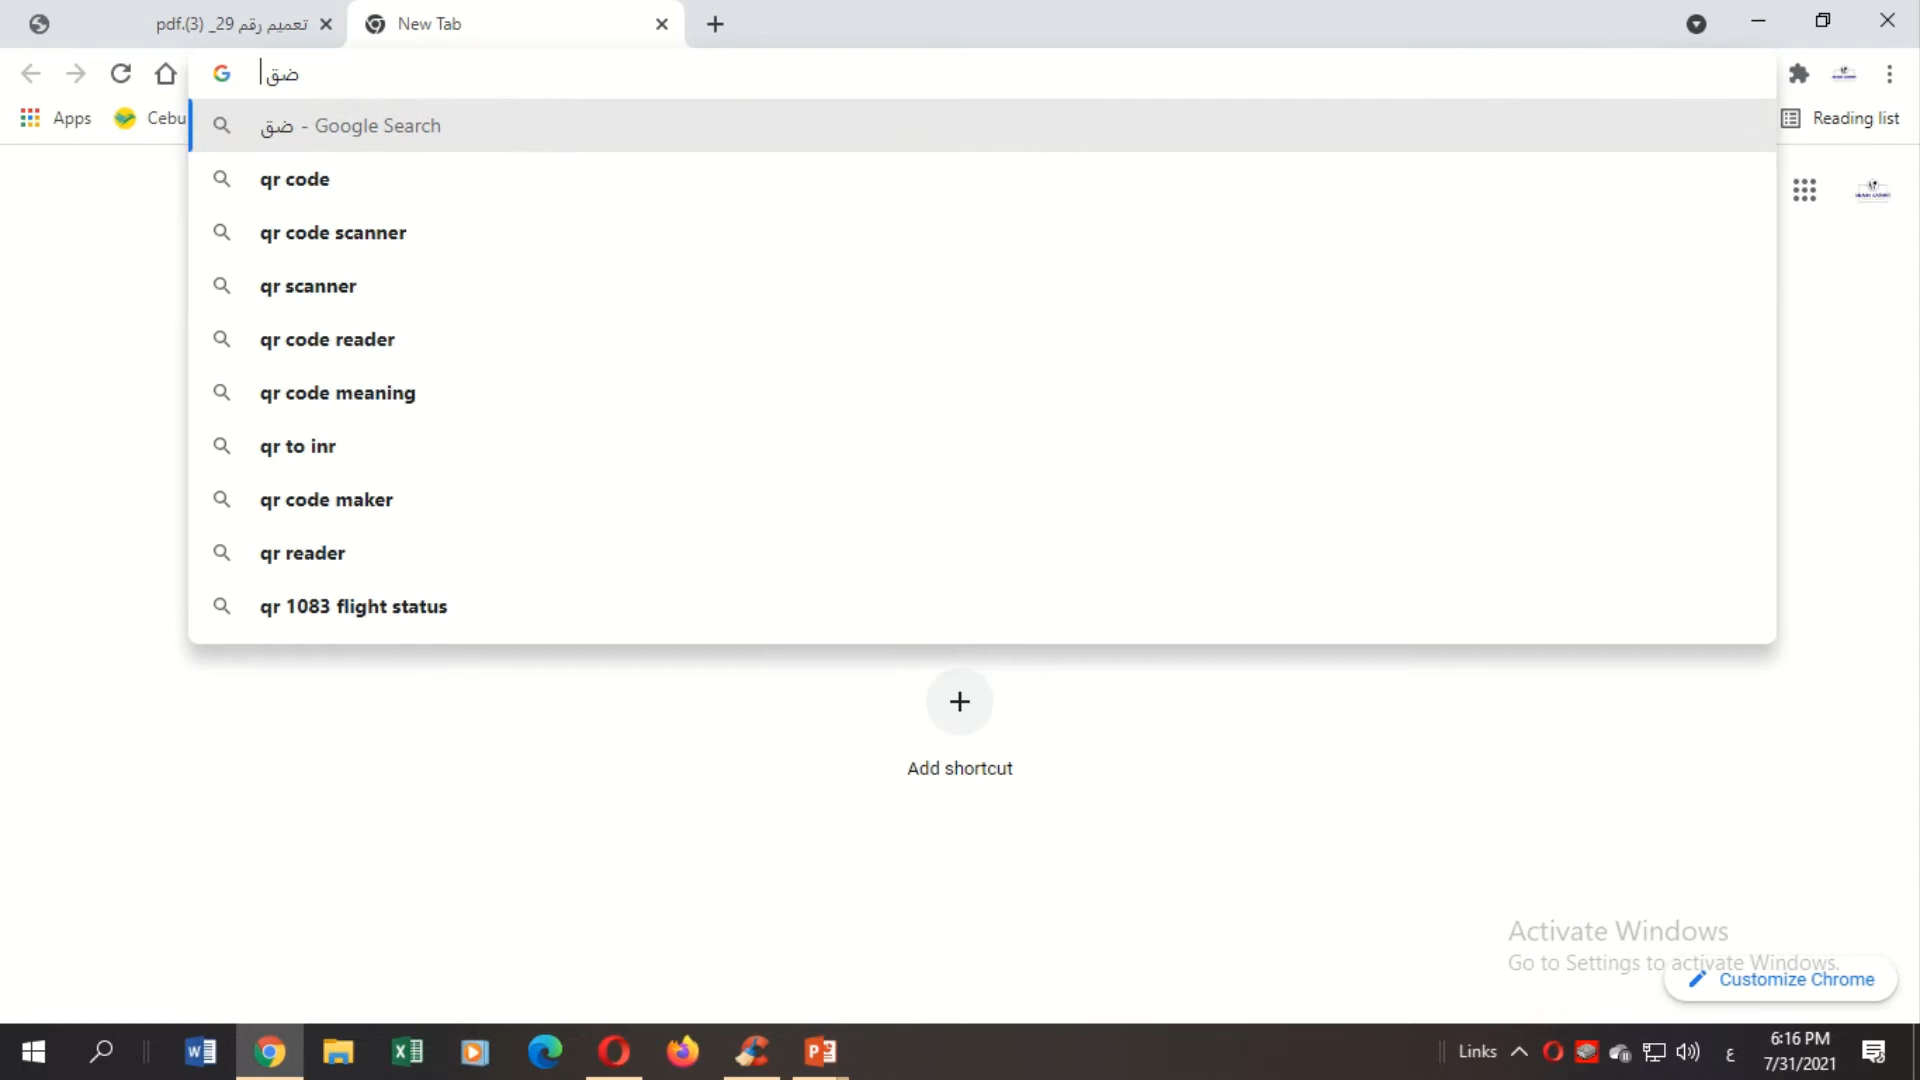 تعميم رقم 29_ (3).pdf
New Tab
ضق
Apps
Cebu
Reading list
ضق - Google Search
qr code
qr code scanner
qr scanner
qr code reader
qr code meaning
qr to inr
qr code maker
qr reader
qr 1083 flight status
Add shortcut
Activate Windows
Go to Settings to activate Windows.
Customize Chrome
Links
ع
6:16 PM
7/31/2021